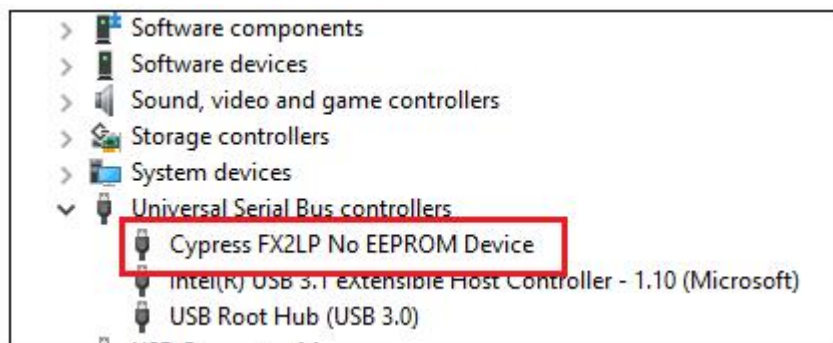 Software components
Software devices
Sound, video and game controllers
Storage controllers
System devices
Universal Serial Bus controllers
Cypress FX2LP No EEPROM Device
Intel(R) USB 3.1 eXtensible Host Controller - 1.10 (Microsoft)
USB Root Hub (USB 3.0)